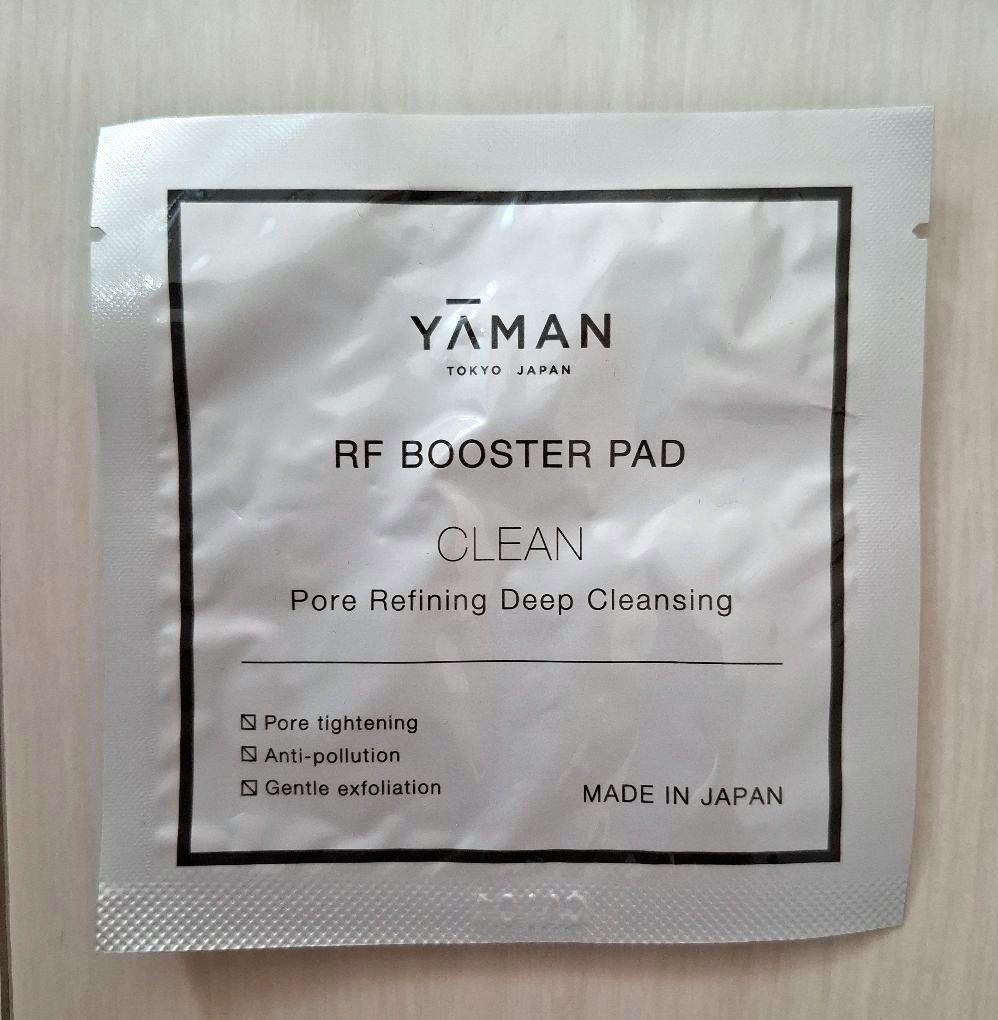 YĀMAN
TOKYO JAPAN
RF BOOSTER PAD
CLEAN
Pore Refining Deep Cleansing
Pore tightening
Anti-pollution
Gentle exfoliation
MADE IN JAPAN